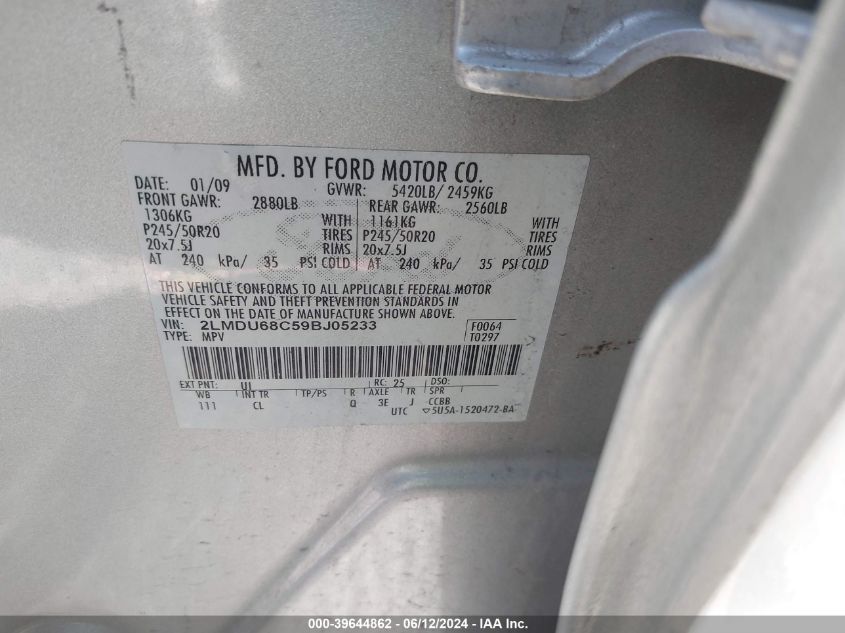 MFD. BY FORD MOTOR CO.
DATE: 01/09 GVWR: 5420LB/ 2459KG
FRONT GAWR: 2880LB REAR GAWR: 2560LB
1306KG WITH 1161KG WITH
P245/50R20 TIRES P245/50R20 TIRES
20x7.5J RIMS 20x7.5J RIMS
AT 240 kPa/ 35 PSI COLD AT 240 kPa/ 35 PSI COLD
THIS VEHICLE CONFORMS TO ALL APPLICABLE FEDERAL MOTOR
VEHICLE SAFETY AND THEFT PREVENTION STANDARDS IN
EFFECT ON THE DATE OF MANUFACTURE SHOWN ABOVE.
VIN: 2LMDU68C59BJ05233 F0064
TYPE: MPV T0297
EXT PNT: UI RC: 25 DSO:
WB INT TR TP/PS R AXLE TR SPR
111 CL Q 3E J CCBB
UTC ▽5U5A-1520472-BA
000-39644862 - 06/12/2024 - IAA Inc.